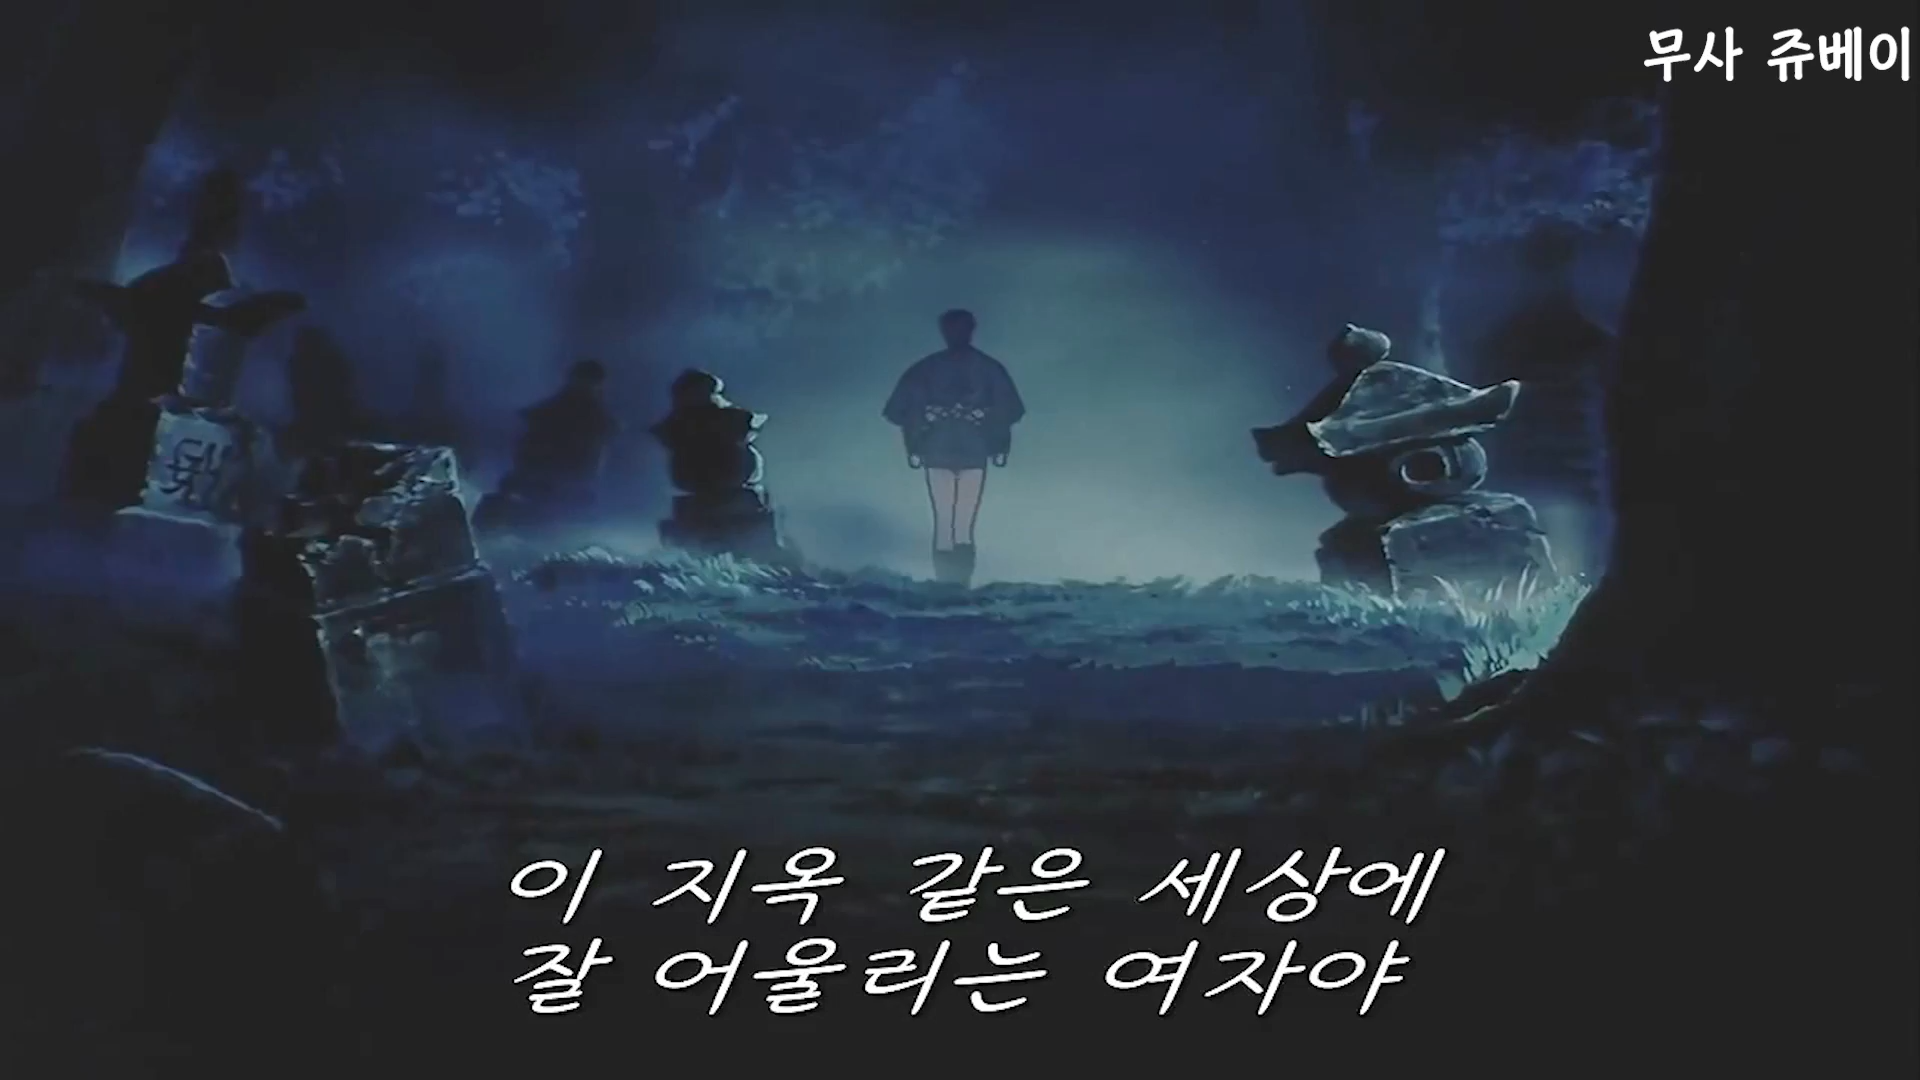 무사 쥬베이
이 지옥 같은 세상에
잘 어울리는 여자야